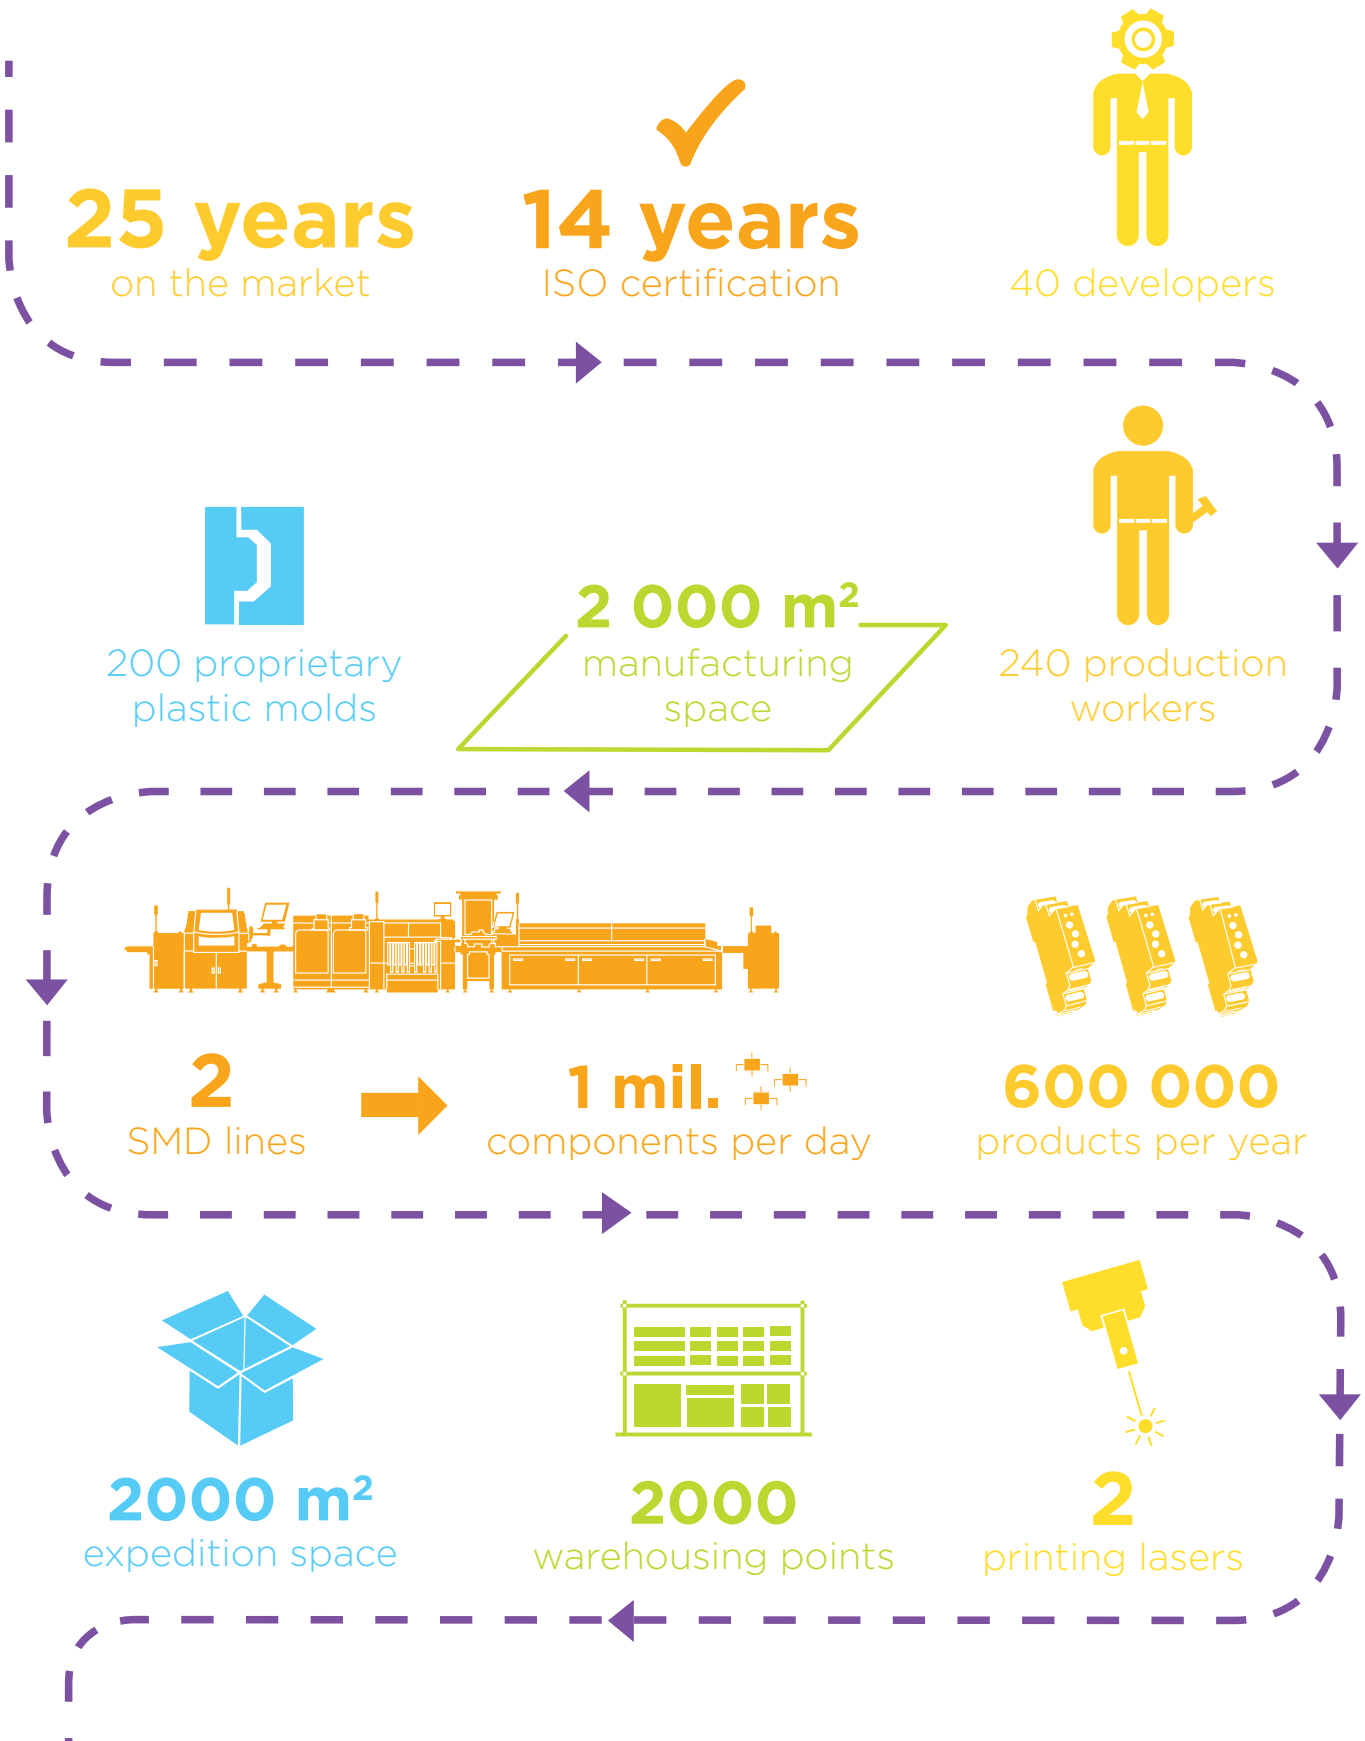 25 years
on the market
14 years
ISO certification
40 developers
200 proprietary
plastic molds
2 000 m²
manufacturing
space
240 production
workers
2
SMD lines
1 mil.
components per day
600 000
products per year
2000 m²
expedition space
2000
warehousing points
2
printing lasers